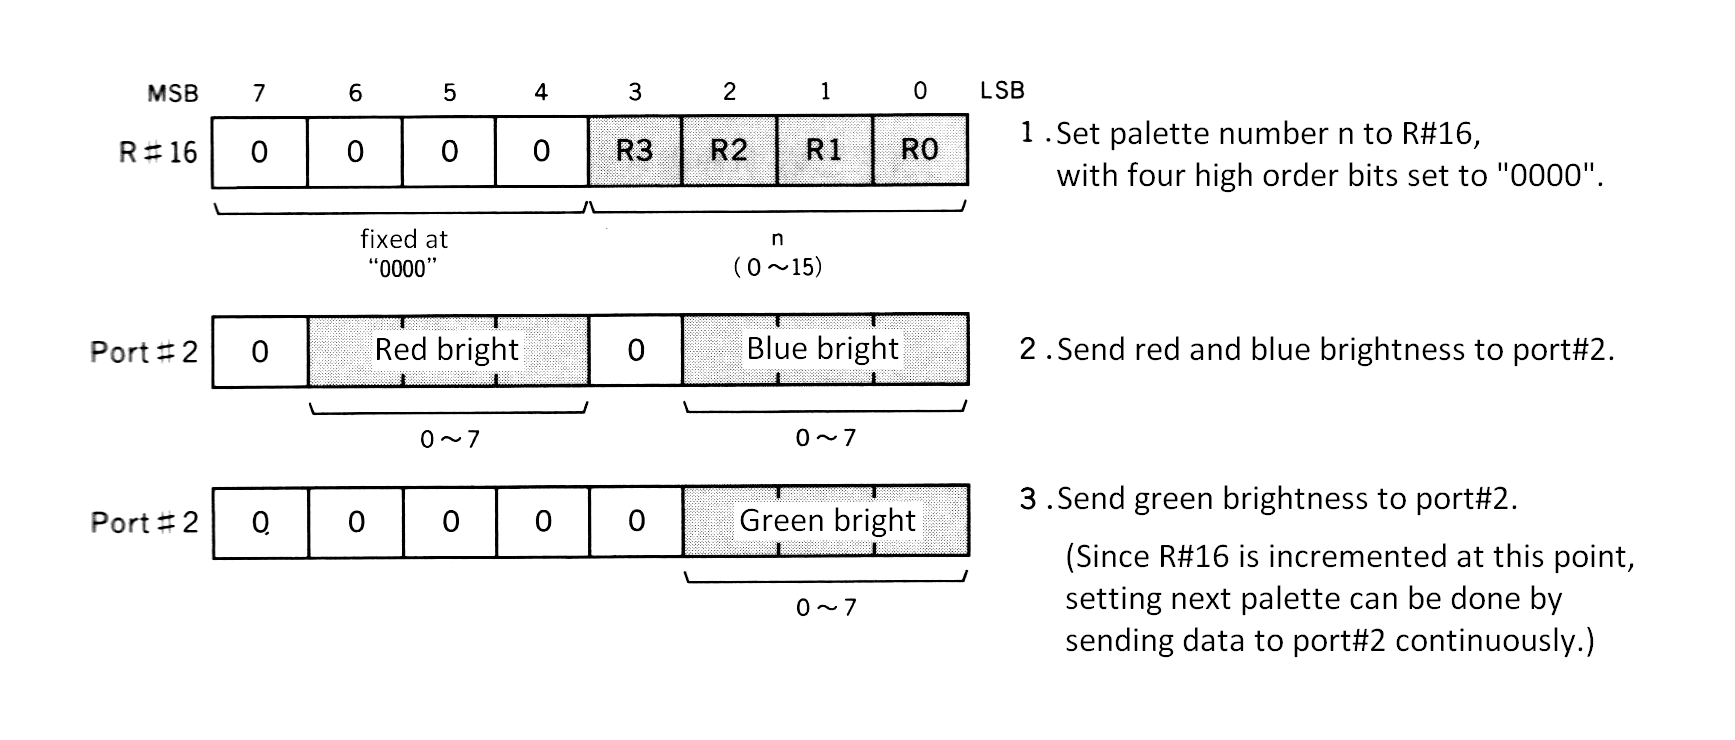 MSB 7 6 5 4 3 2 1 0 LSB
R#16 0 0 0 0 R3 R2 R1 R0
1. Set palette number n to R#16,
with four high order bits set to "0000".
fixed at
“0000”
n
(0～15)
Port#2 0 Red bright 0 Blue bright
2. Send red and blue brightness to port#2.
0～7 0～7
Port#2 0 0 0 0 0 Green bright
3. Send green brightness to port#2.
(Since R#16 is incremented at this point,
setting next palette can be done by
sending data to port#2 continuously.)
0～7